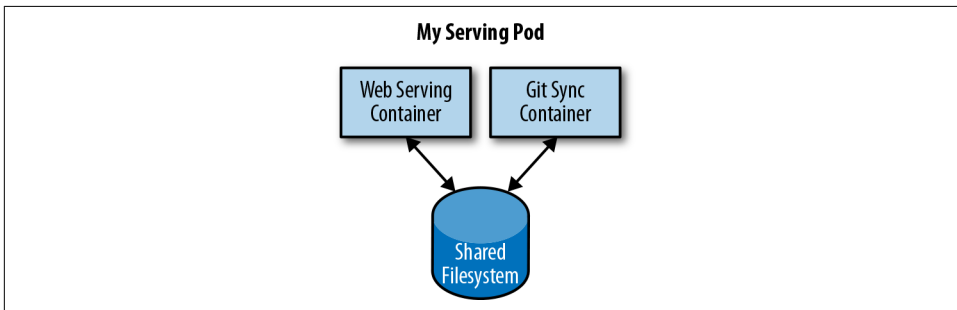 My Serving Pod
Web Serving
Container
Git Sync
Container
Shared
Filesystem